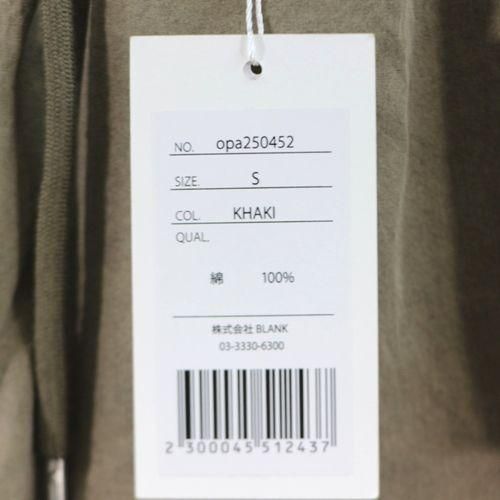 NO. opa250452
SIZE. S
COL. KHAKI
QUAL.
綿 100%
株式会社 BLANK
03-3330-6300
2 300045 512437